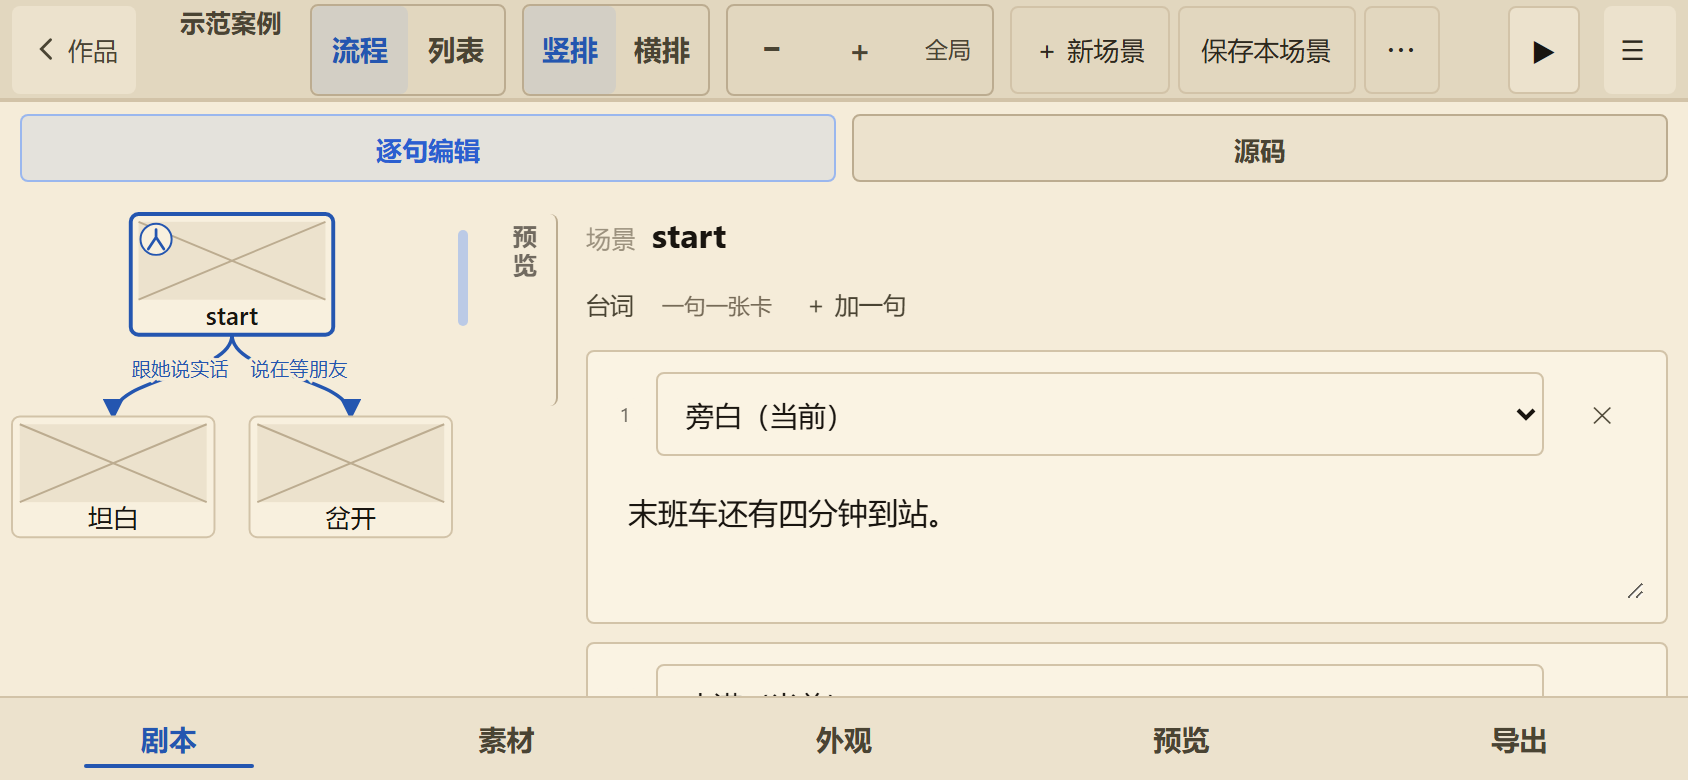 作品
示范案例
流程 列表
竖排 横排
− + 全局
+ 新场景
保存本场景
···
逐句编辑
源码
start
跟她说实话 说在等朋友
坦白 岔开
预览
场景 start
台词 一句一张卡 + 加一句
1 旁白（当前）
末班车还有四分钟到站。
剧本 素材 外观 预览 导出